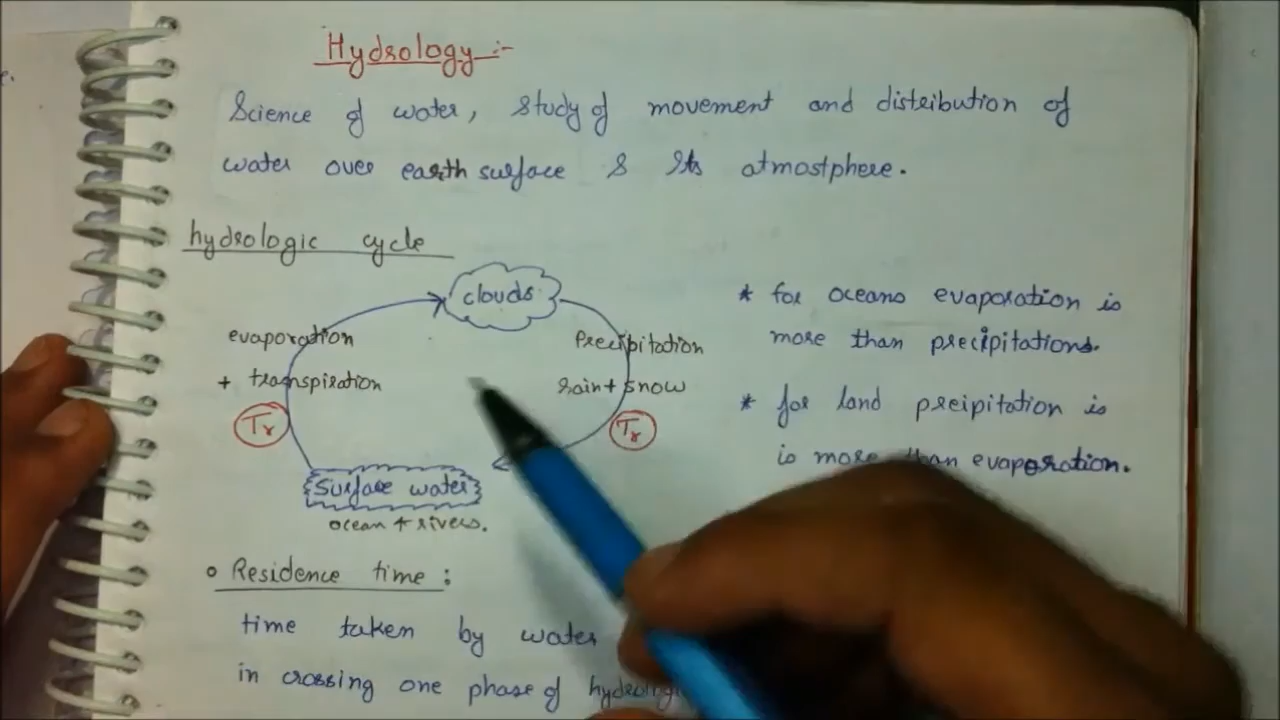 Hydrology :-
Science of water, study of movement and distribution of
water over earth surface & Its atmostphere.
hydrologic cycle
clouds
evaporation
+ transpiration
Tr
Precipitation
rain + snow
Tr
Surface water
ocean + rivers.
* for oceans evaporation is
more than precipitations.
* for land preipitation is
is more than evaporation.
Residence time :
time taken by water
in crossing one phase of